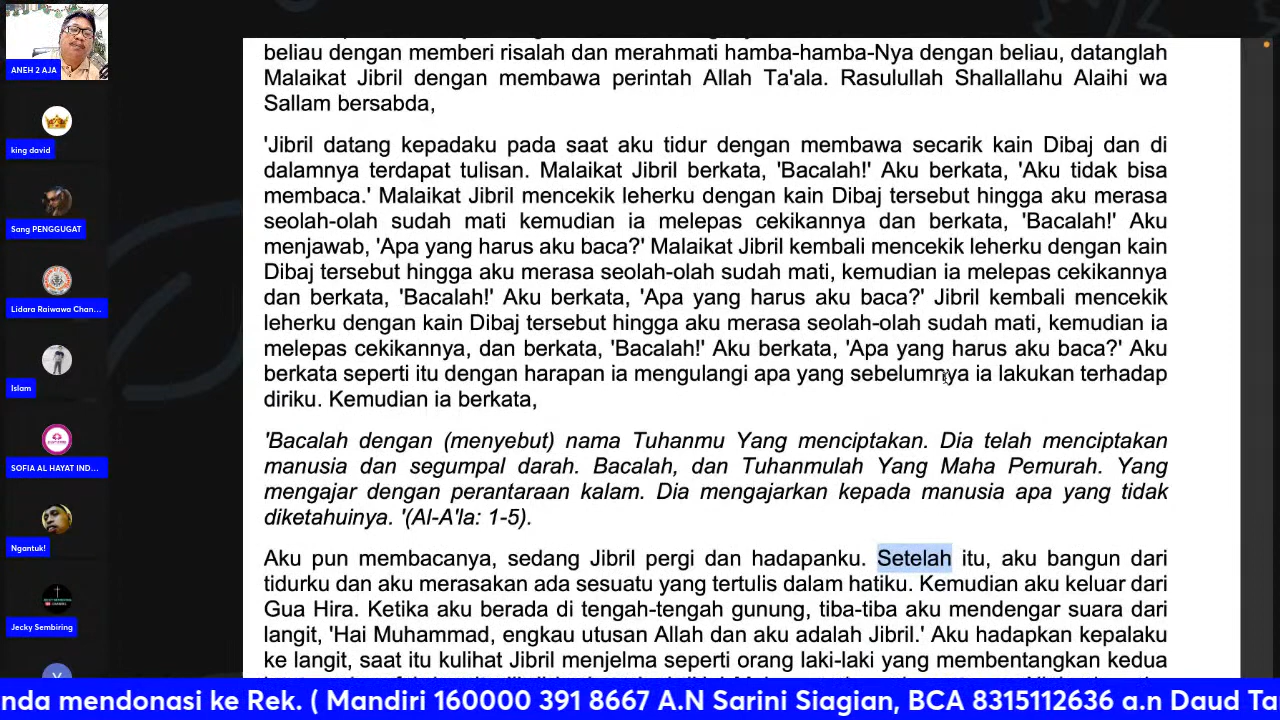 ANEH 2 AJA
king david
Sang PENGGUGAT
Lidara Raiwawa Chan...
Islam
SOFIA AL HAYAT IND...
Ngantuk!
Jecky Sembiring
Y
beliau dengan memberi risalah dan merahmati hamba-hamba-Nya dengan beliau, datanglah
Malaikat Jibril dengan membawa perintah Allah Ta'ala. Rasulullah Shallallahu Alaihi wa
Sallam bersabda,
'Jibril datang kepadaku pada saat aku tidur dengan membawa secarik kain Dibaj dan di
dalamnya terdapat tulisan. Malaikat Jibril berkata, 'Bacalah!' Aku berkata, 'Aku tidak bisa
membaca.' Malaikat Jibril mencekik leherku dengan kain Dibaj tersebut hingga aku merasa
seolah-olah sudah mati kemudian ia melepas cekikannya dan berkata, 'Bacalah!' Aku
menjawab, 'Apa yang harus aku baca?' Malaikat Jibril kembali mencekik leherku dengan kain
Dibaj tersebut hingga aku merasa seolah-olah sudah mati, kemudian ia melepas cekikannya
dan berkata, 'Bacalah!' Aku berkata, 'Apa yang harus aku baca?' Jibril kembali mencekik
leherku dengan kain Dibaj tersebut hingga aku merasa seolah-olah sudah mati, kemudian ia
melepas cekikannya, dan berkata, 'Bacalah!' Aku berkata, 'Apa yang harus aku baca?' Aku
berkata seperti itu dengan harapan ia mengulangi apa yang sebelumnya ia lakukan terhadap
diriku. Kemudian ia berkata,
'Bacalah dengan (menyebut) nama Tuhanmu Yang menciptakan. Dia telah menciptakan
manusia dan segumpal darah. Bacalah, dan Tuhanmulah Yang Maha Pemurah. Yang
mengajar dengan perantaraan kalam. Dia mengajarkan kepada manusia apa yang tidak
diketahuinya. '(Al-A'la: 1-5).
Aku pun membacanya, sedang Jibril pergi dan hadapanku. Setelah itu, aku bangun dari
tidurku dan aku merasakan ada sesuatu yang tertulis dalam hatiku. Kemudian aku keluar dari
Gua Hira. Ketika aku berada di tengah-tengah gunung, tiba-tiba aku mendengar suara dari
langit, 'Hai Muhammad, engkau utusan Allah dan aku adalah Jibril.' Aku hadapkan kepalaku
ke langit, saat itu kulihat Jibril menjelma seperti orang laki-laki yang membentangkan kedua
nda mendonasi ke Rek. ( Mandiri 160000 391 8667 A.N Sarini Siagian, BCA 8315112636 a.n Daud Ta